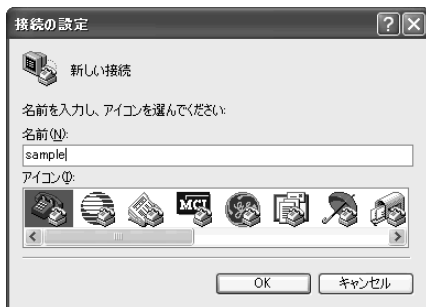 接続の設定
新しい接続
名前を入力し、アイコンを選んでください:
名前(N):
sample
アイコン(I):
MCI
OK
キャンセル